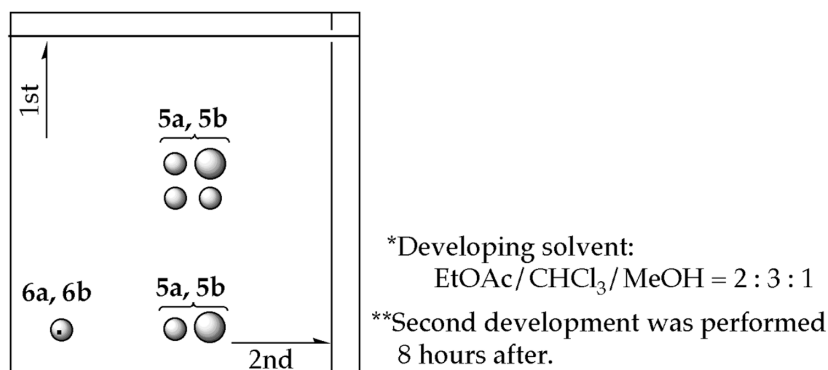 1st
5a, 5b
6a, 6b
5a, 5b
2nd
*Developing solvent:
EtOAc/CHCl₃/MeOH = 2 : 3 : 1
**Second development was performed
8 hours after.